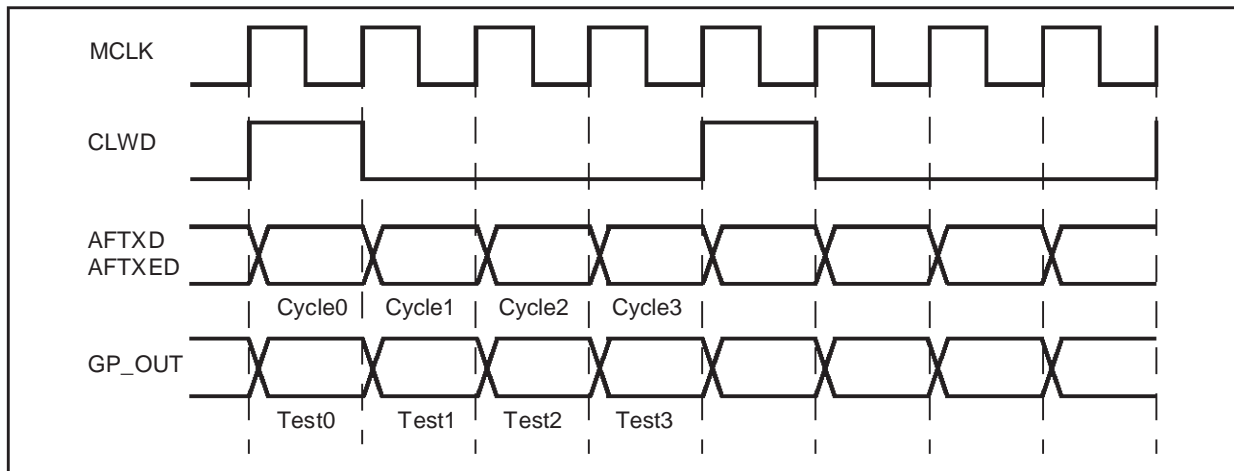 MCLK
CLWD
AFTXD
AFTXED
Cycle0 Cycle1 Cycle2 Cycle3
GP_OUT
Test0 Test1 Test2 Test3